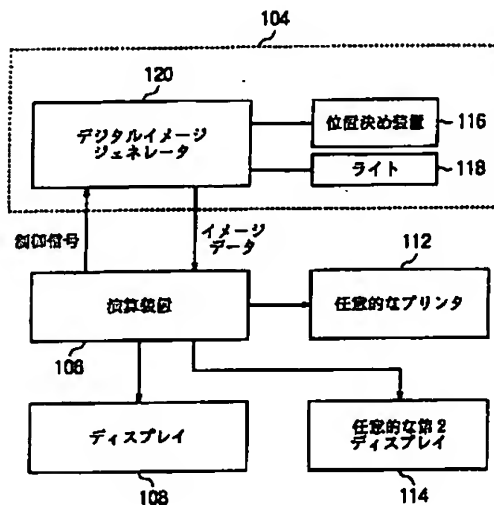 104
120
デジタルイメージ
ジェネレータ
位置決め装置
116
ライト
118
制御信号
イメージ
データ
112
演算装置
任意的なプリンタ
106
ディスプレイ
任意的な第2
ディスプレイ
108
114